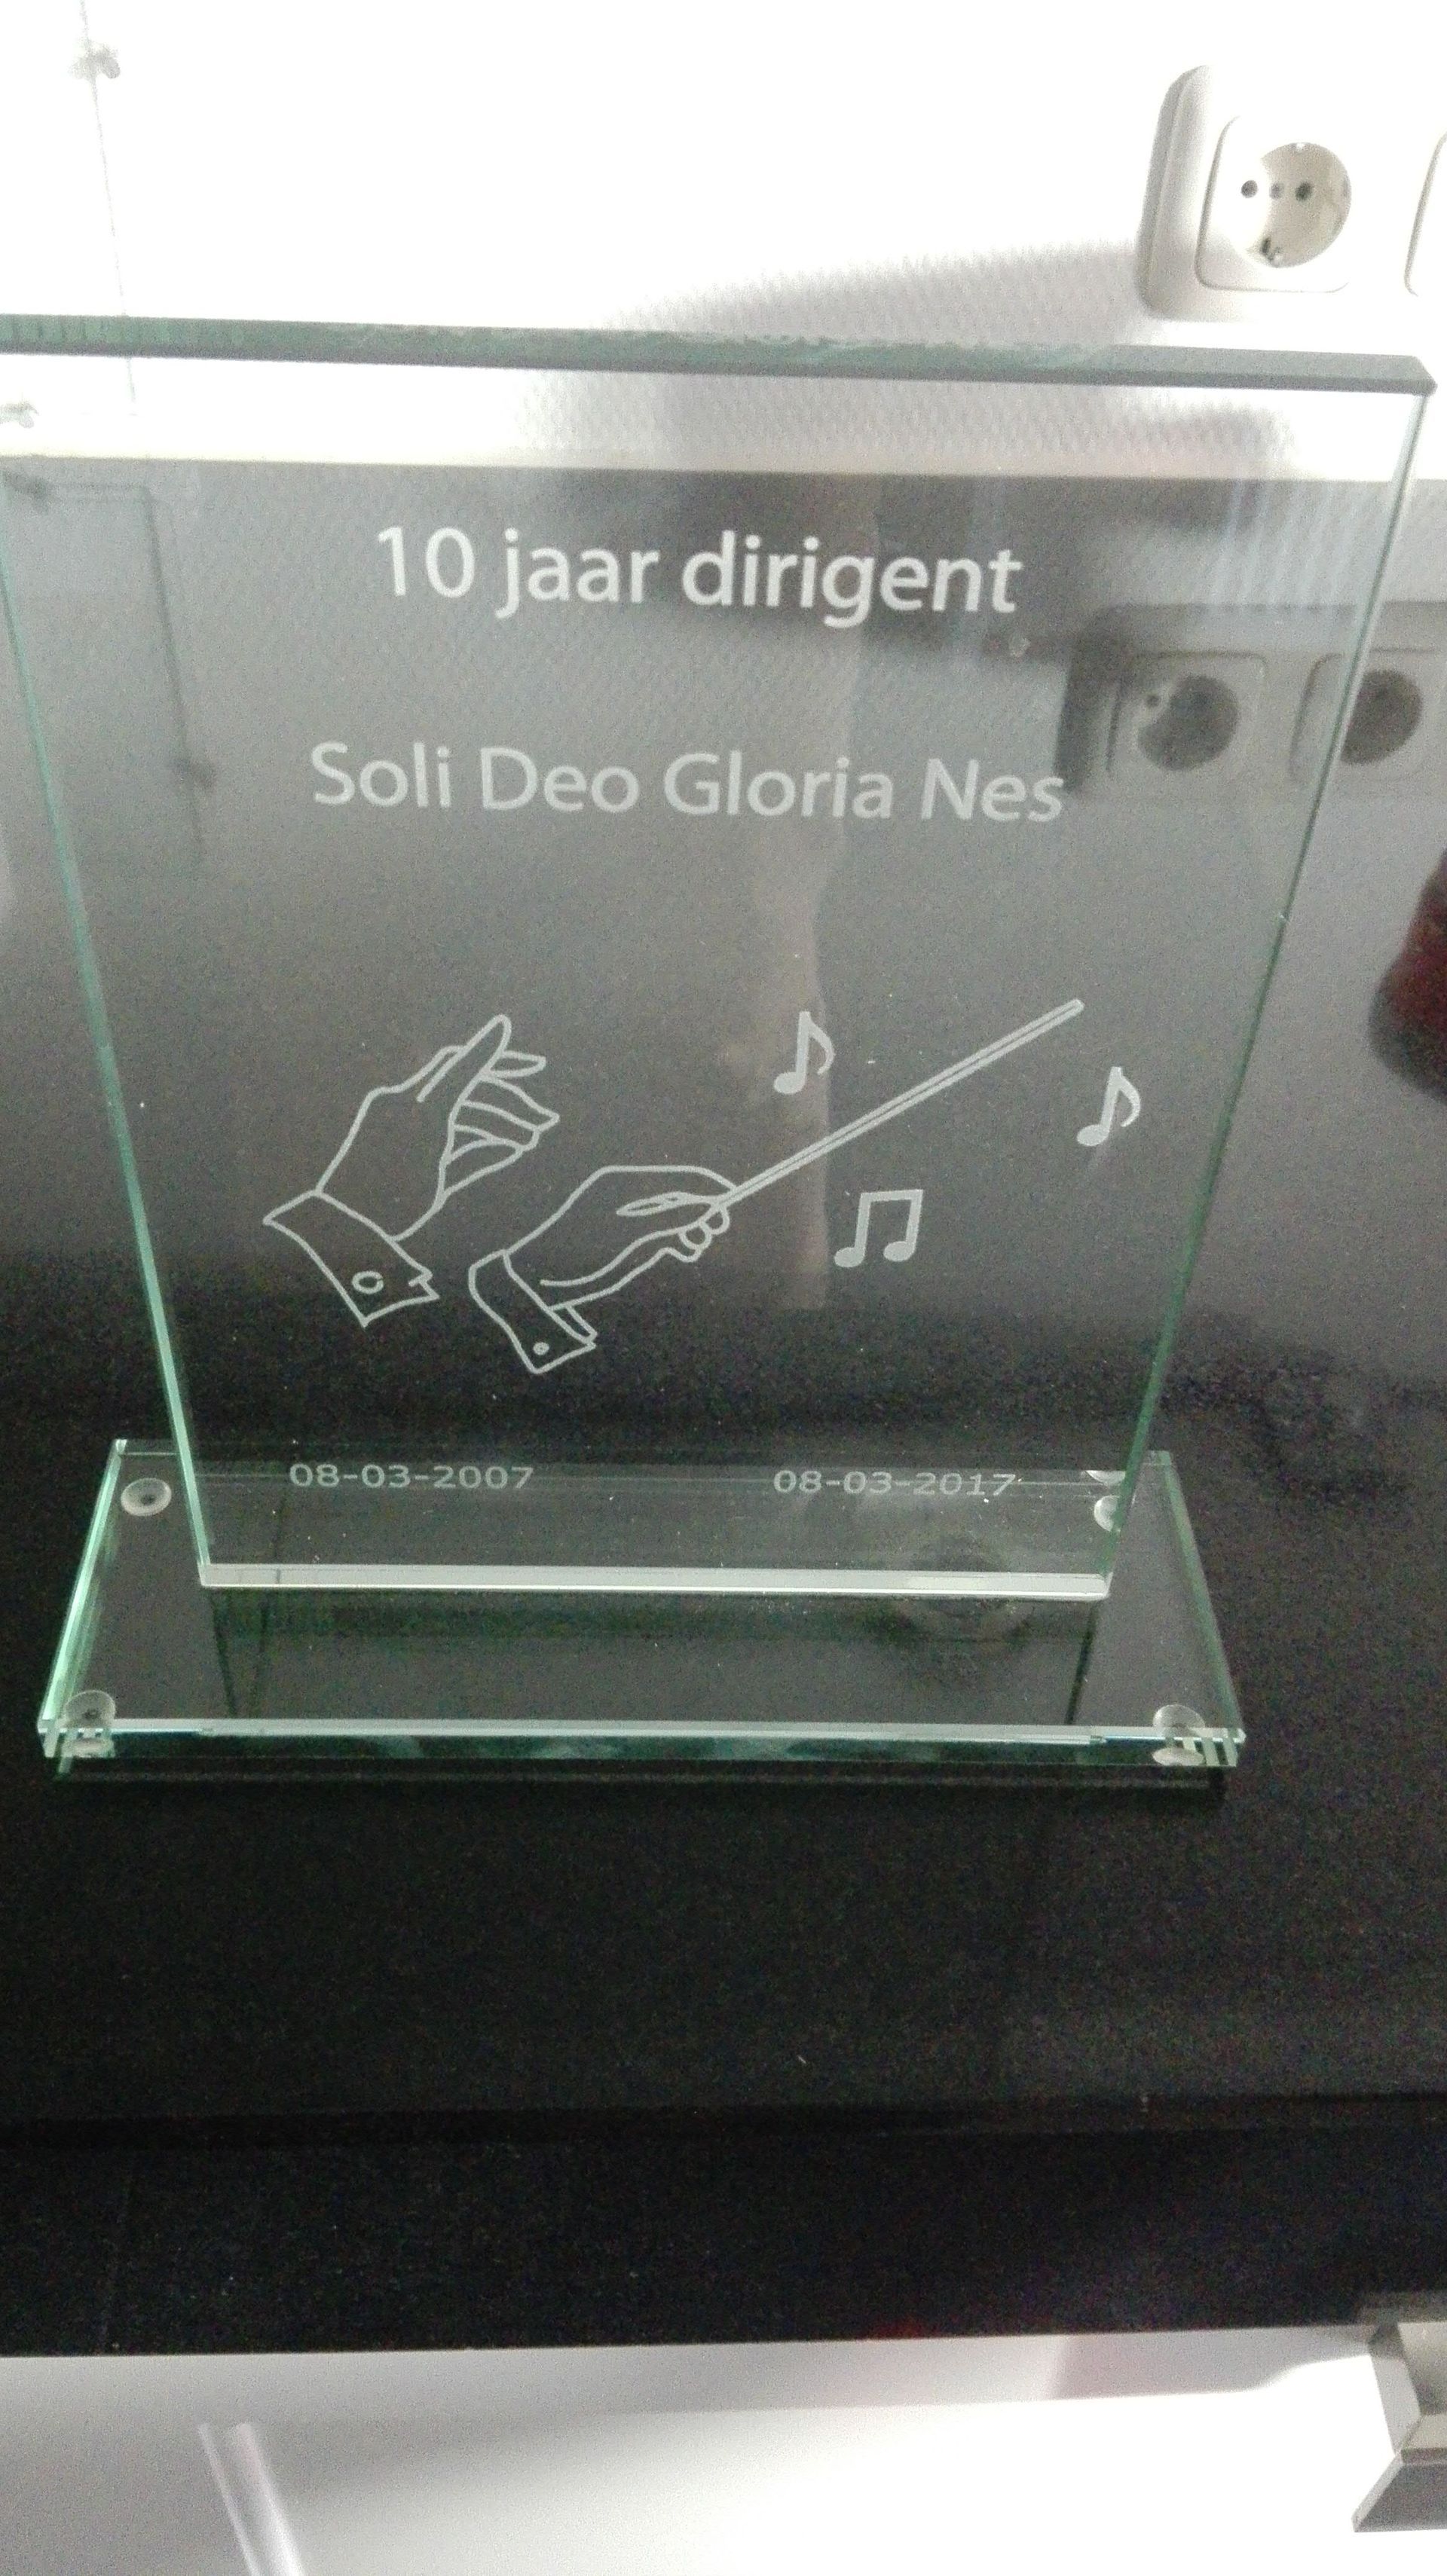 10 jaar dirigent
Soli Deo Gloria Nes
08-03-2007 08-03-2017